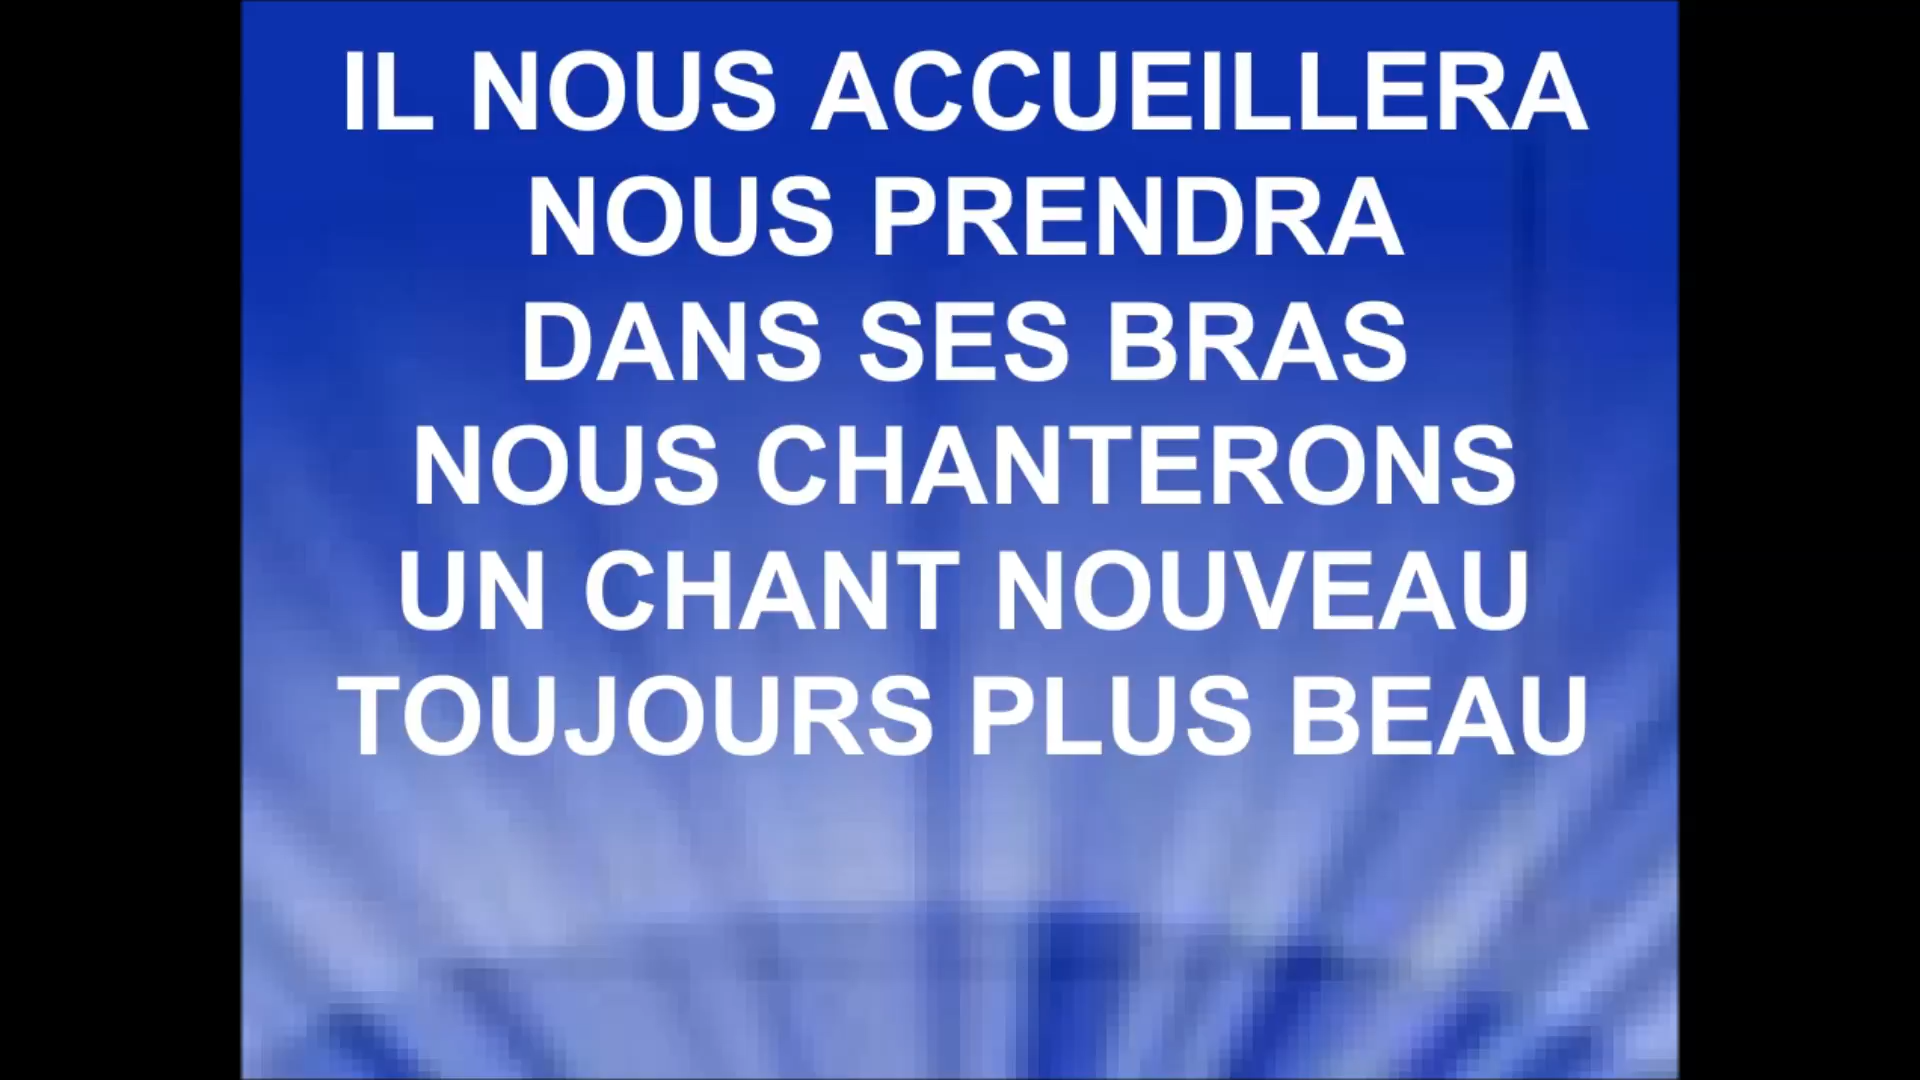 IL NOUS ACCUEILLERA
NOUS PRENDRA
DANS SES BRAS
NOUS CHANTERONS
UN CHANT NOUVEAU
TOUJOURS PLUS BEAU